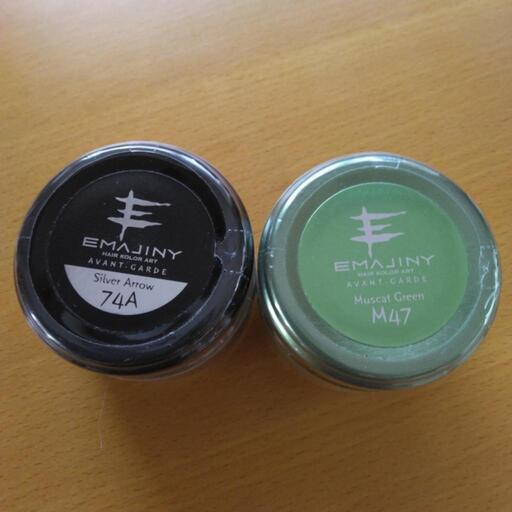 EMAJINY
HAIR KOLOR ART
AVANT-GARDE
Silver Arrow
74A
EMAJINY
HAIR KOLOR ART
AVANT-GARDE
Muscat Green
M47